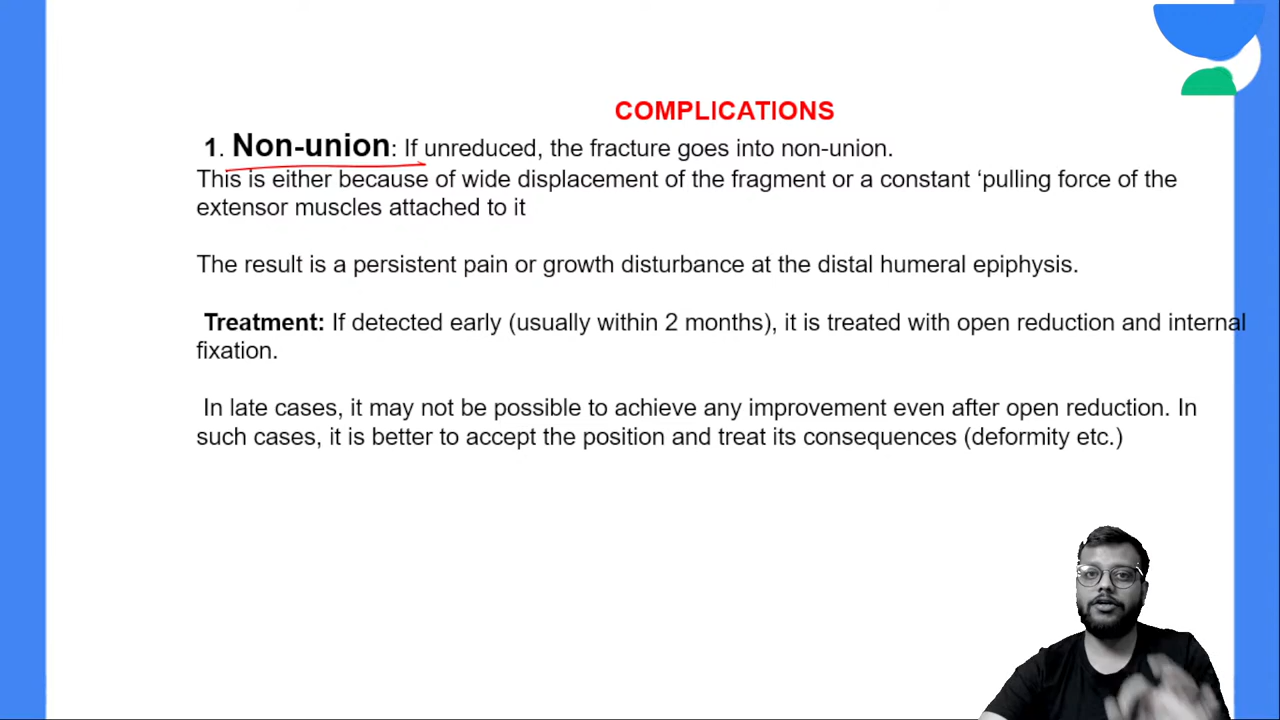 COMPLICATIONS
1. Non-union: If unreduced, the fracture goes into non-union.
This is either because of wide displacement of the fragment or a constant ‘pulling force of the
extensor muscles attached to it
The result is a persistent pain or growth disturbance at the distal humeral epiphysis.
Treatment: If detected early (usually within 2 months), it is treated with open reduction and internal
fixation.
In late cases, it may not be possible to achieve any improvement even after open reduction. In
such cases, it is better to accept the position and treat its consequences (deformity etc.)